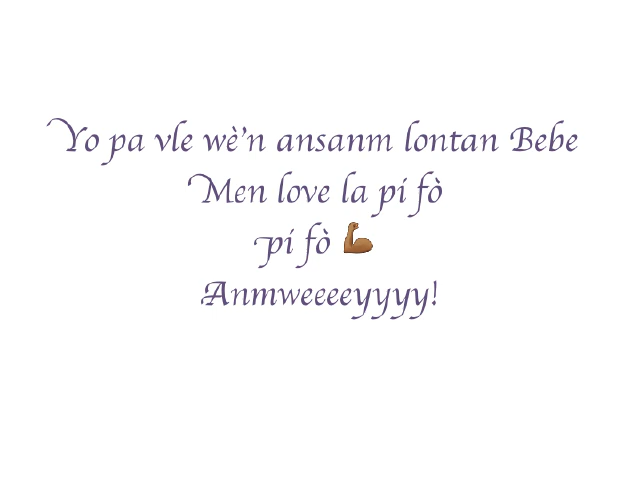 Yo pa vle wè'n ansanm lontan Bebe
Men love la pi fò
pi fò 💪🏾
Anmweeeeyyyy!